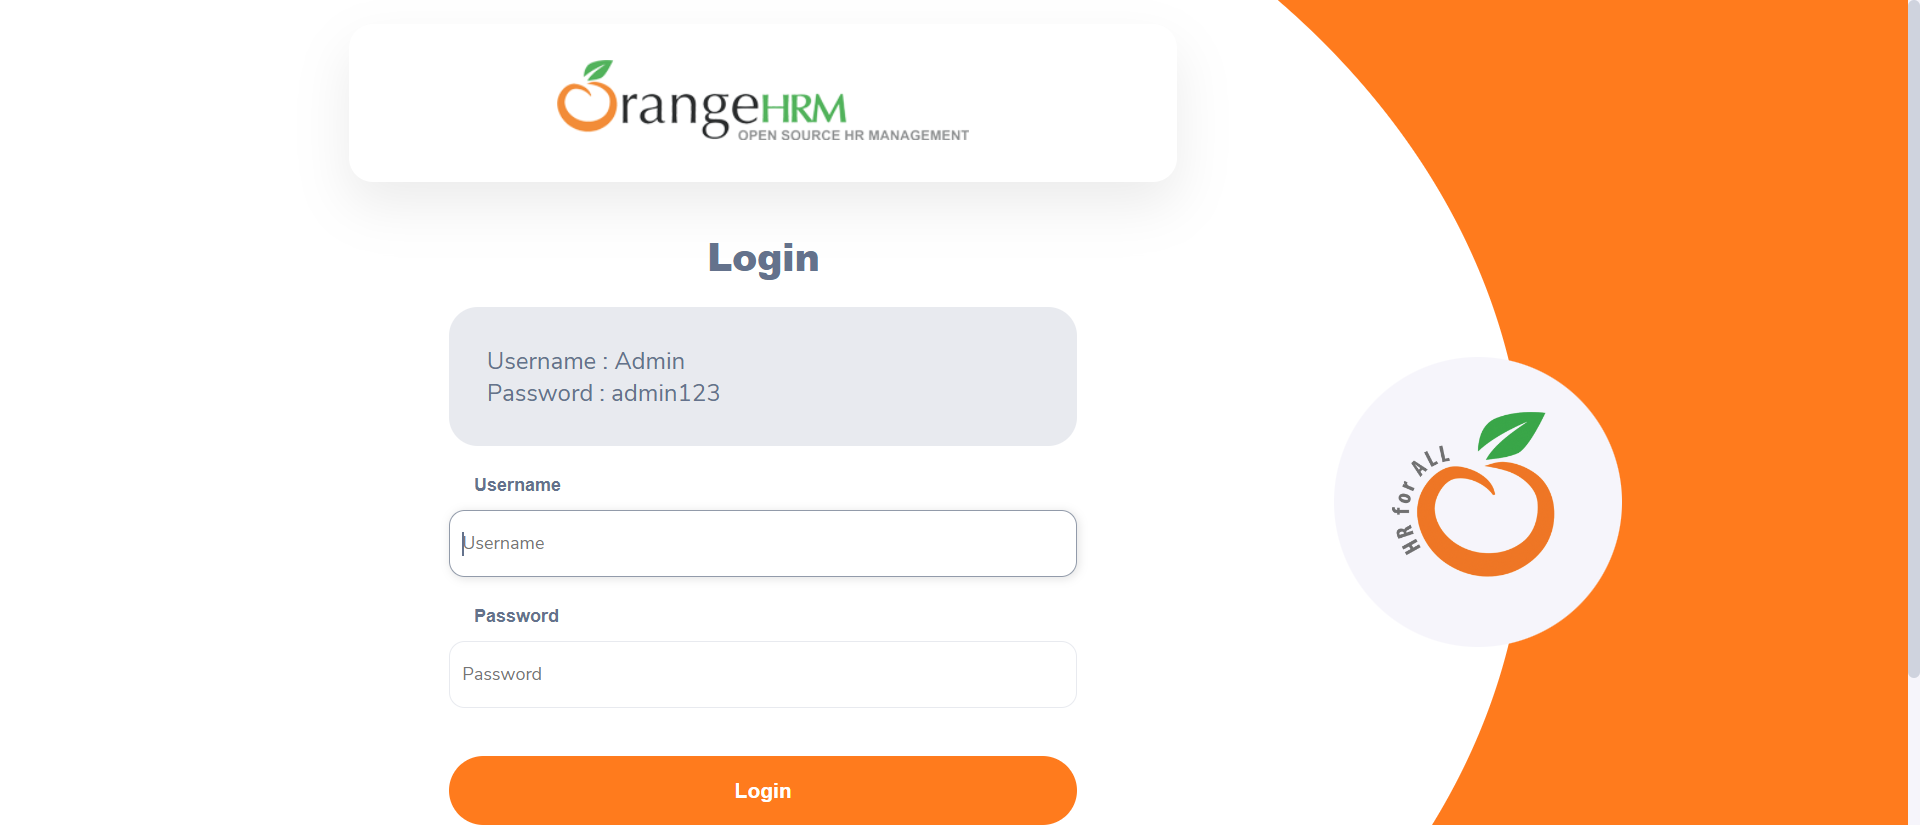 OrangeHRM
OPEN SOURCE HR MANAGEMENT
Login
Username : Admin
Password : admin123
Username
Username
Password
Password
Login
HR for ALL